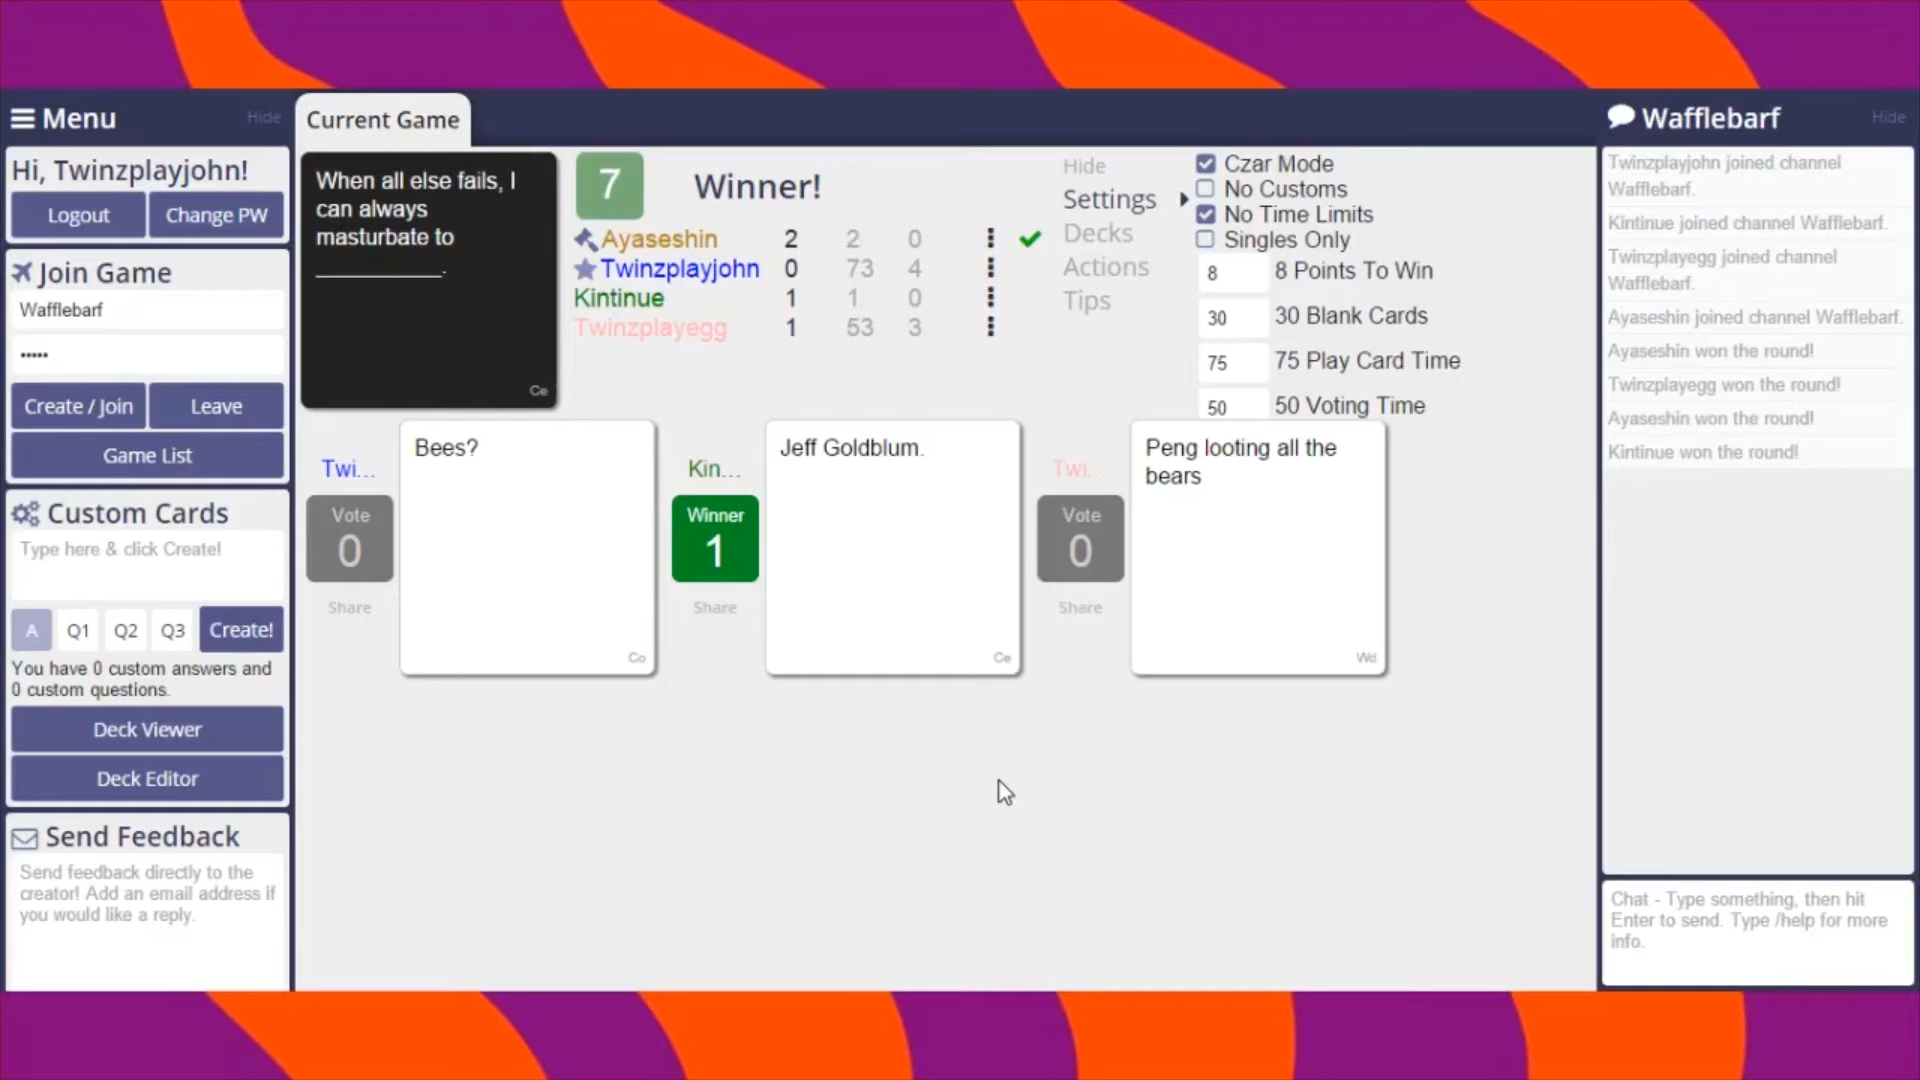 Menu
Hide
Hi, Twinzplayjohn!
Logout
Change PW
Join Game
Wafflebarf
•••••
Create / Join
Leave
Game List
Custom Cards
Type here & click Create!
A
Q1
Q2
Q3
Create!
You have 0 custom answers and
0 custom questions.
Deck Viewer
Deck Editor
Send Feedback
Send feedback directly to the
creator! Add an email address if
you would like a reply.
Current Game
When all else fails, I
can always
masturbate to
__________.
Ce
7
Winner!
Ayaseshin 2 2 0
Twinzplayjohn 0 73 4
Kintinue 1 1 0
Twinzplayegg 1 53 3
Hide
Settings
Decks
Actions
Tips
Czar Mode
No Customs
No Time Limits
Singles Only
8 8 Points To Win
30 30 Blank Cards
75 75 Play Card Time
50 50 Voting Time
Twi...
Vote
0
Share
Bees?
Co
Kin...
Winner
1
Share
Jeff Goldblum.
Ce
Twi...
Vote
0
Share
Peng looting all the
bears
Wd
Wafflebarf
Hide
Twinzplayjohn joined channel
Wafflebarf.
Kintinue joined channel Wafflebarf.
Twinzplayegg joined channel
Wafflebarf.
Ayaseshin joined channel Wafflebarf.
Ayaseshin won the round!
Twinzplayegg won the round!
Ayaseshin won the round!
Kintinue won the round!
Chat - Type something, then hit
Enter to send. Type /help for more
info.